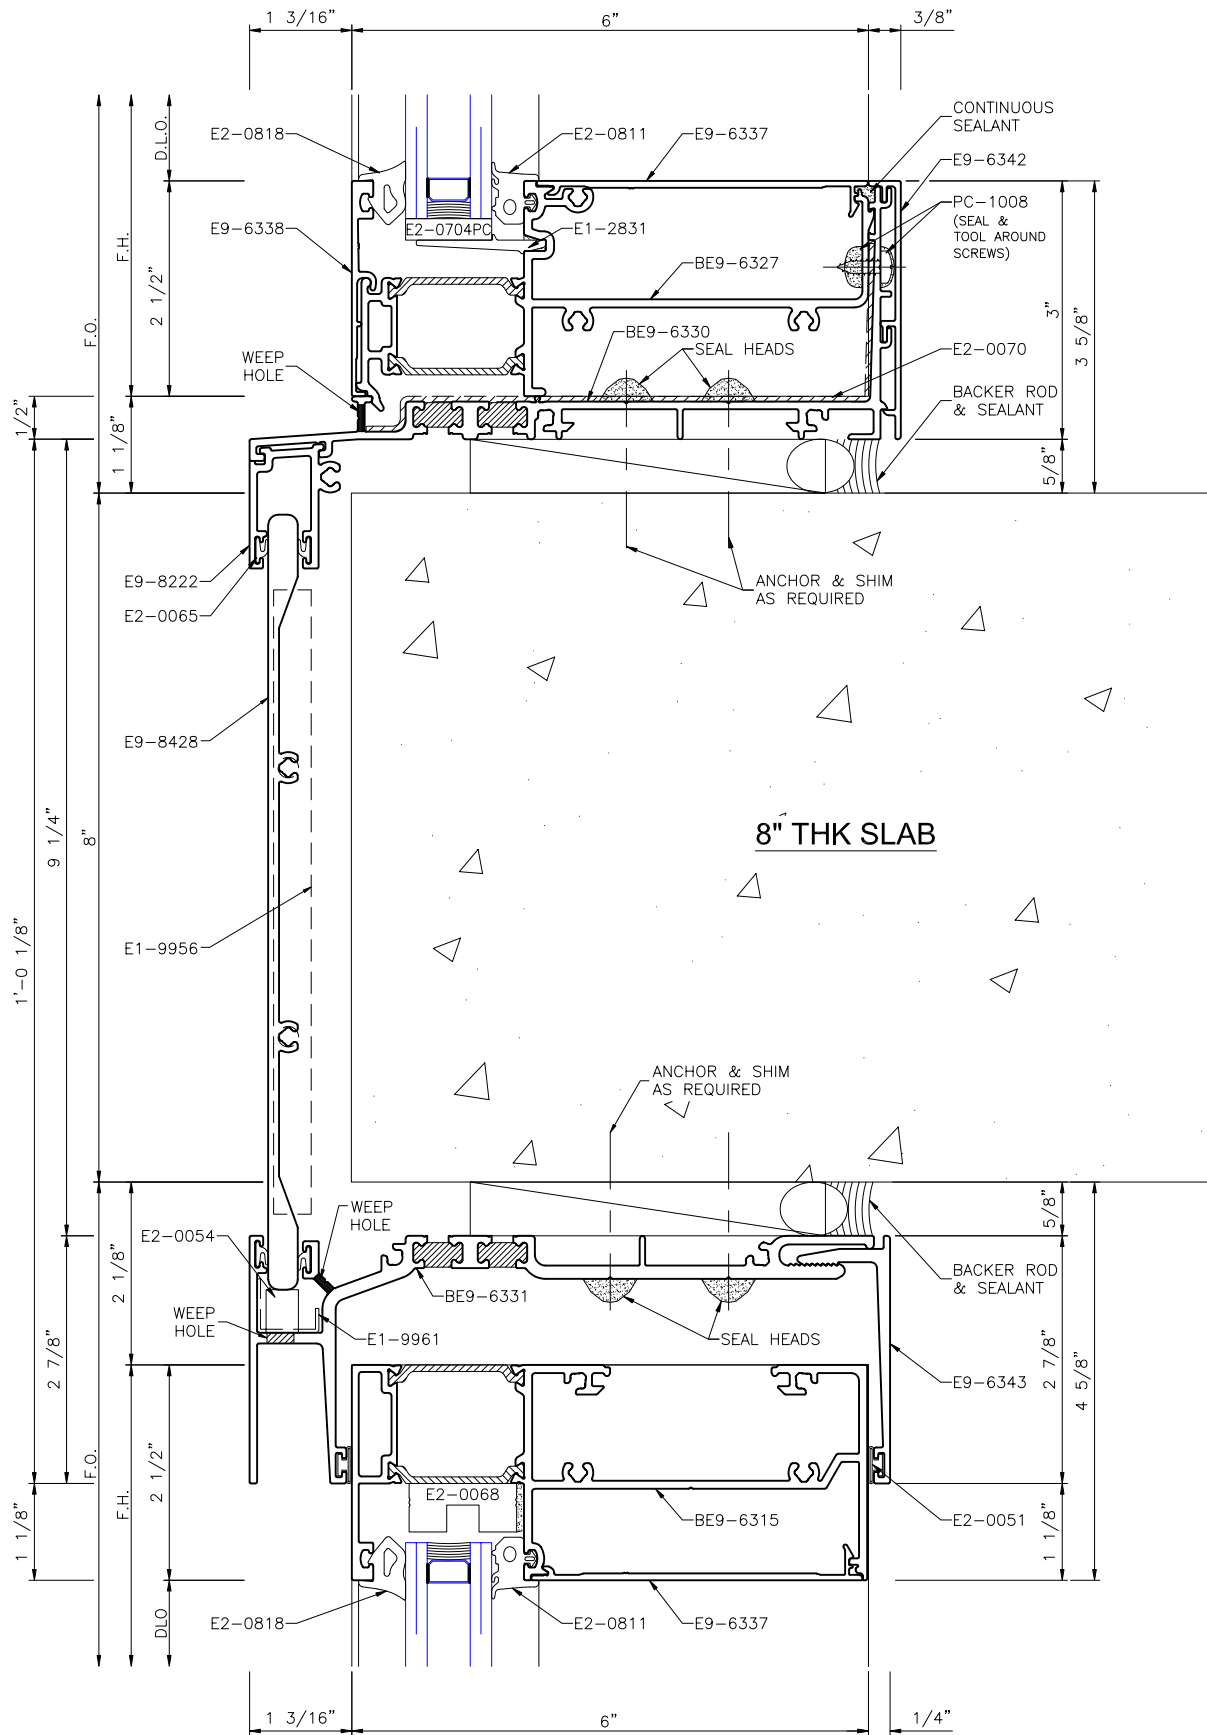 1 3/16"
6"
3/8"
CONTINUOUS
SEALANT
D.L.O.
E2-0818
E2-0811
E9-6337
E9-6342
PC-1008
(SEAL &
TOOL AROUND
SCREWS)
E9-6338
E2-0704PC
E1-2831
F.H.
BE9-6327
2 1/2"
3"
3 5/8"
F.O.
BE9-6330
SEAL HEADS
E2-0070
WEEP
HOLE
BACKER ROD
& SEALANT
1/2"
1 1/8"
5/8"
E9-8222
ANCHOR & SHIM
AS REQUIRED
E2-0065
E9-8428
9 1/4"
8"
8" THK SLAB
1'-0 1/8"
E1-9956
ANCHOR & SHIM
AS REQUIRED
WEEP
HOLE
E2-0054
5/8"
2 1/8"
BACKER ROD
& SEALANT
BE9-6331
WEEP
HOLE
E1-9961
SEAL HEADS
2 7/8"
E9-6343
2 7/8"
4 5/8"
F.O.
2 1/2"
F.H.
E2-0068
BE9-6315
E2-0051
1 1/8"
1 1/8"
DLO
E2-0818
E2-0811
E9-6337
1 3/16"
6"
1/4"